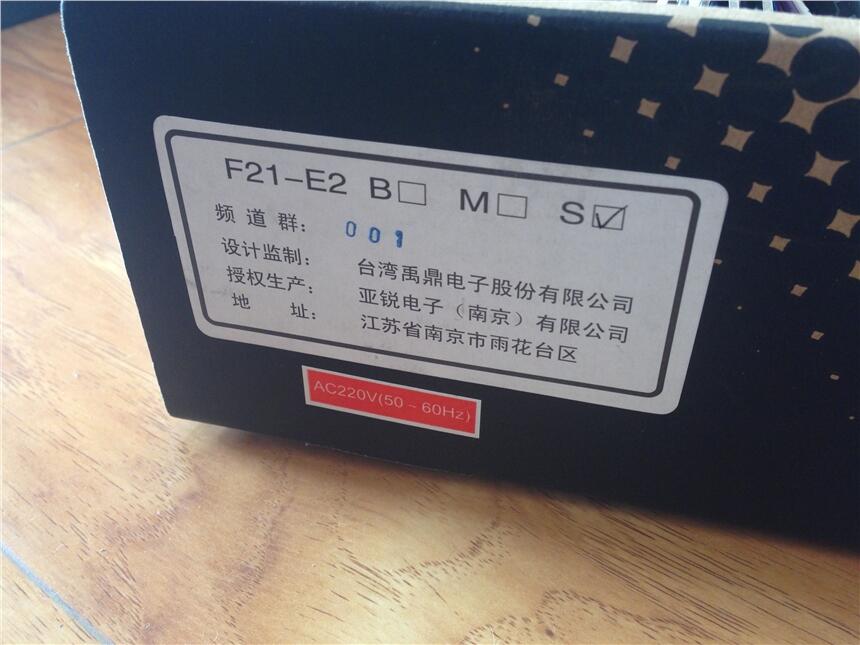 F21-E2 B□ M□ S☑
频道群: 001
设计监制: 台湾禹鼎电子股份有限公司
授权生产: 亚锐电子（南京）有限公司
地址: 江苏省南京市雨花台区
AC220V(50~60Hz)